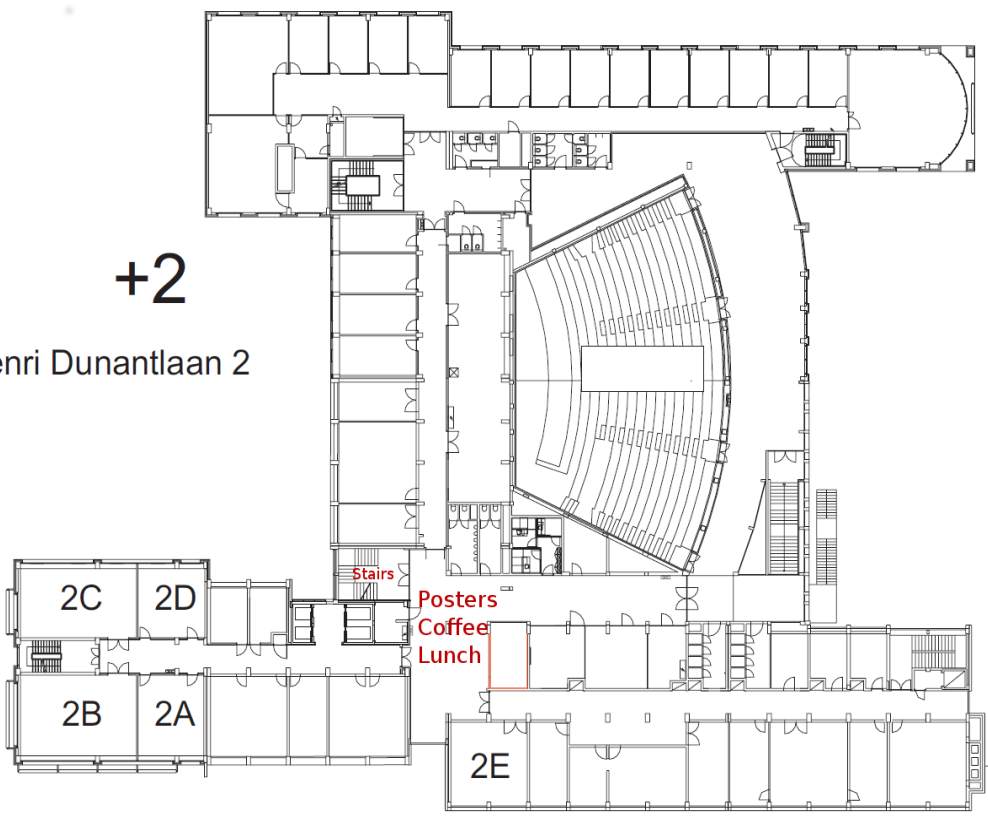 +2
enri Dunantlaan 2
Stairs
2C
2D
Posters
Coffee
Lunch
2B
2A
2E